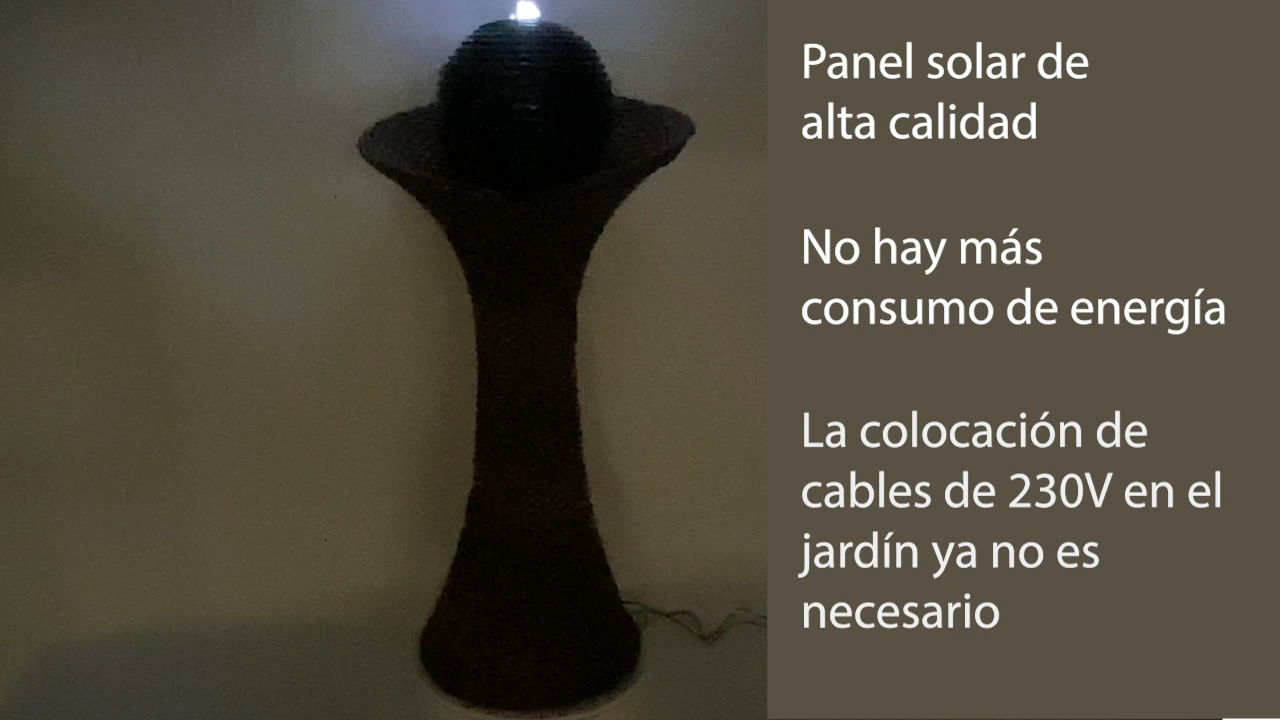 Panel solar de
alta calidad
No hay más
consumo de energía
La colocación de
cables de 230V en el
jardín ya no es
necesario